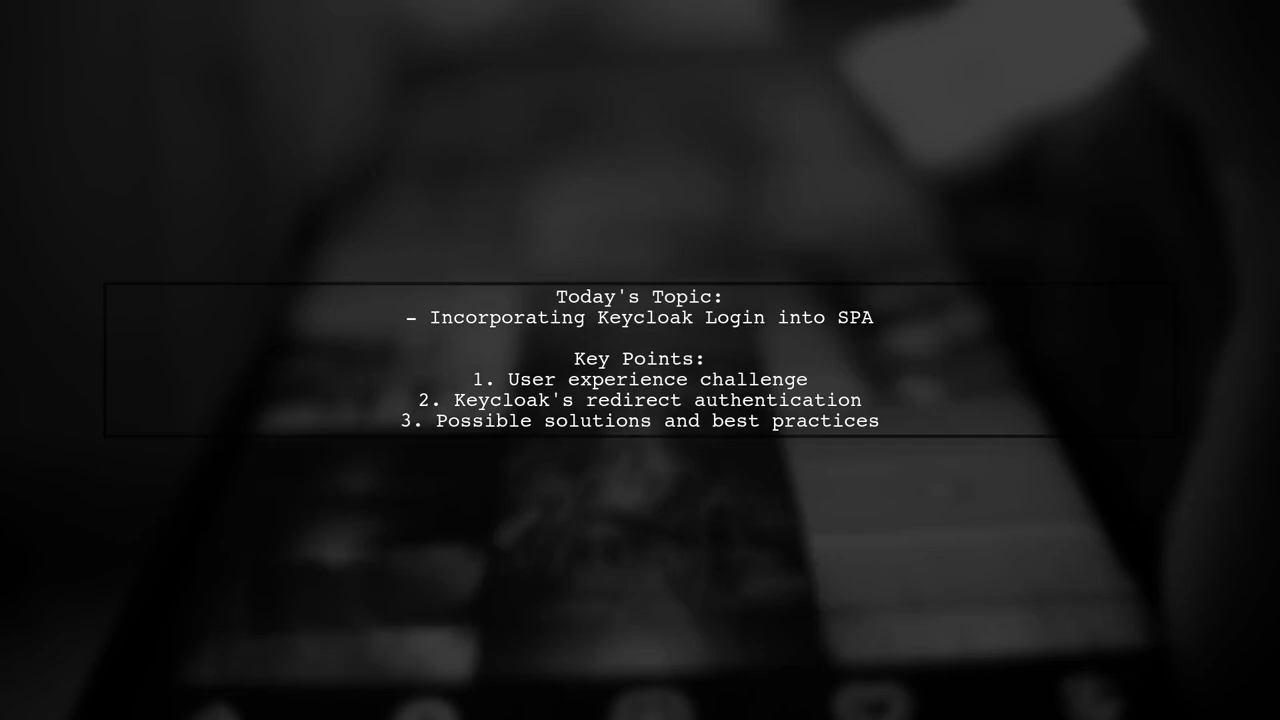 Today's Topic:
– Incorporating Keycloak Login into SPA
Key Points:
1. User experience challenge
2. Keycloak's redirect authentication
3. Possible solutions and best practices